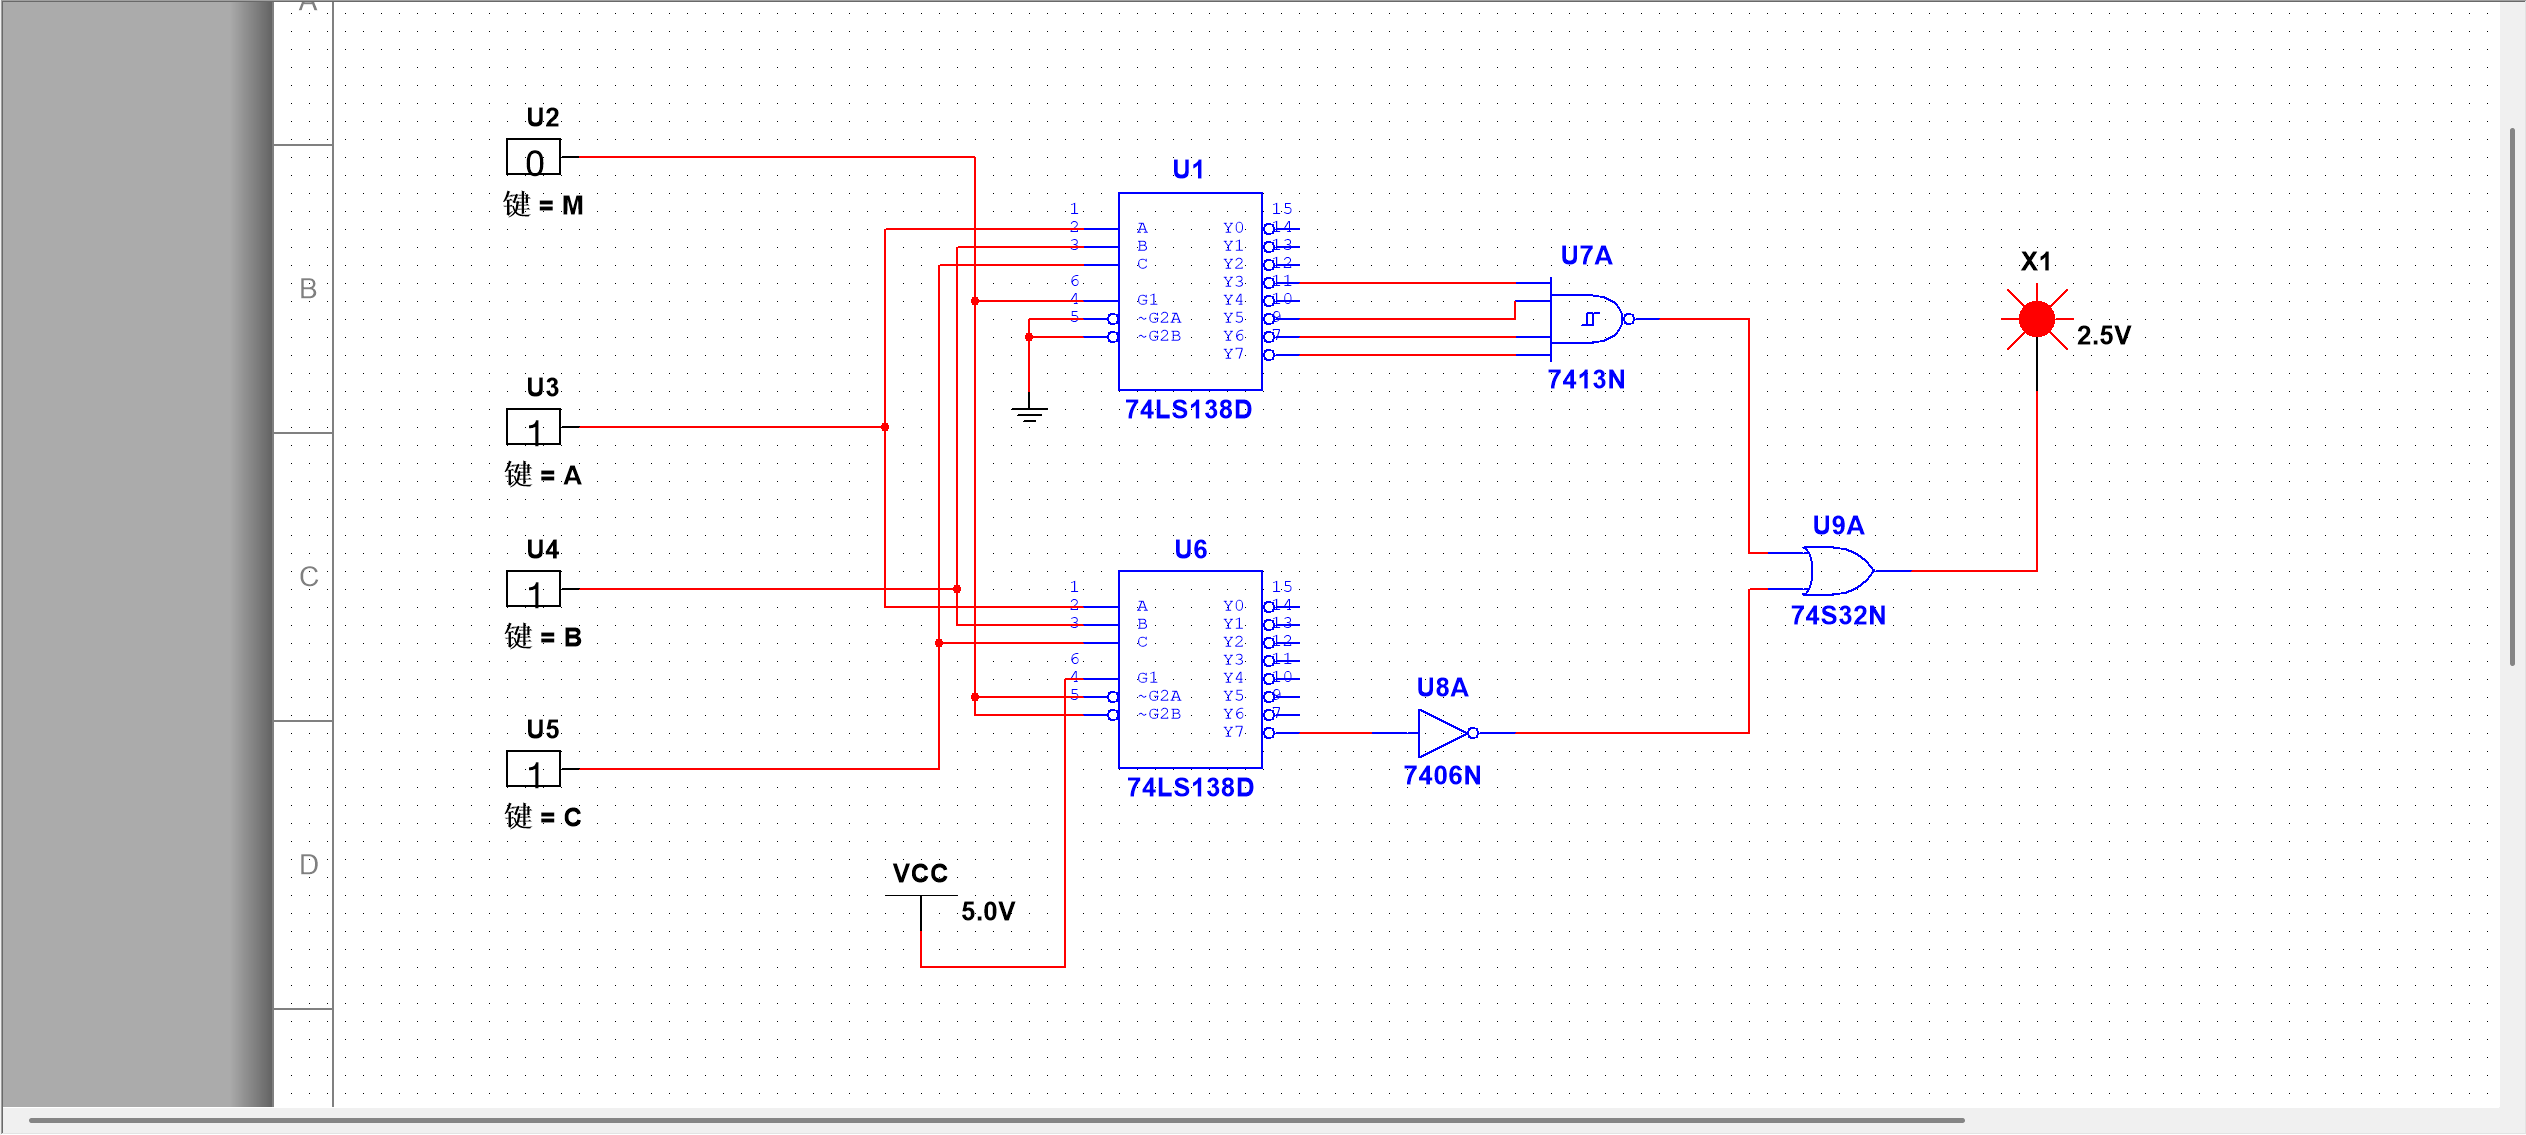 A
B
C
D
U2
0
键 = M
U3
1
键 = A
U4
1
键 = B
U5
1
键 = C
VCC
5.0V
U1
1
2
3
6
4
5
A
B
C
G1
~G2A
~G2B
Y0
Y1
Y2
Y3
Y4
Y5
Y6
Y7
15
14
13
12
11
10
9
7
74LS138D
U6
1
2
3
6
4
5
A
B
C
G1
~G2A
~G2B
Y0
Y1
Y2
Y3
Y4
Y5
Y6
Y7
15
14
13
12
11
10
9
7
74LS138D
U7A
7413N
U8A
7406N
U9A
74S32N
X1
2.5V